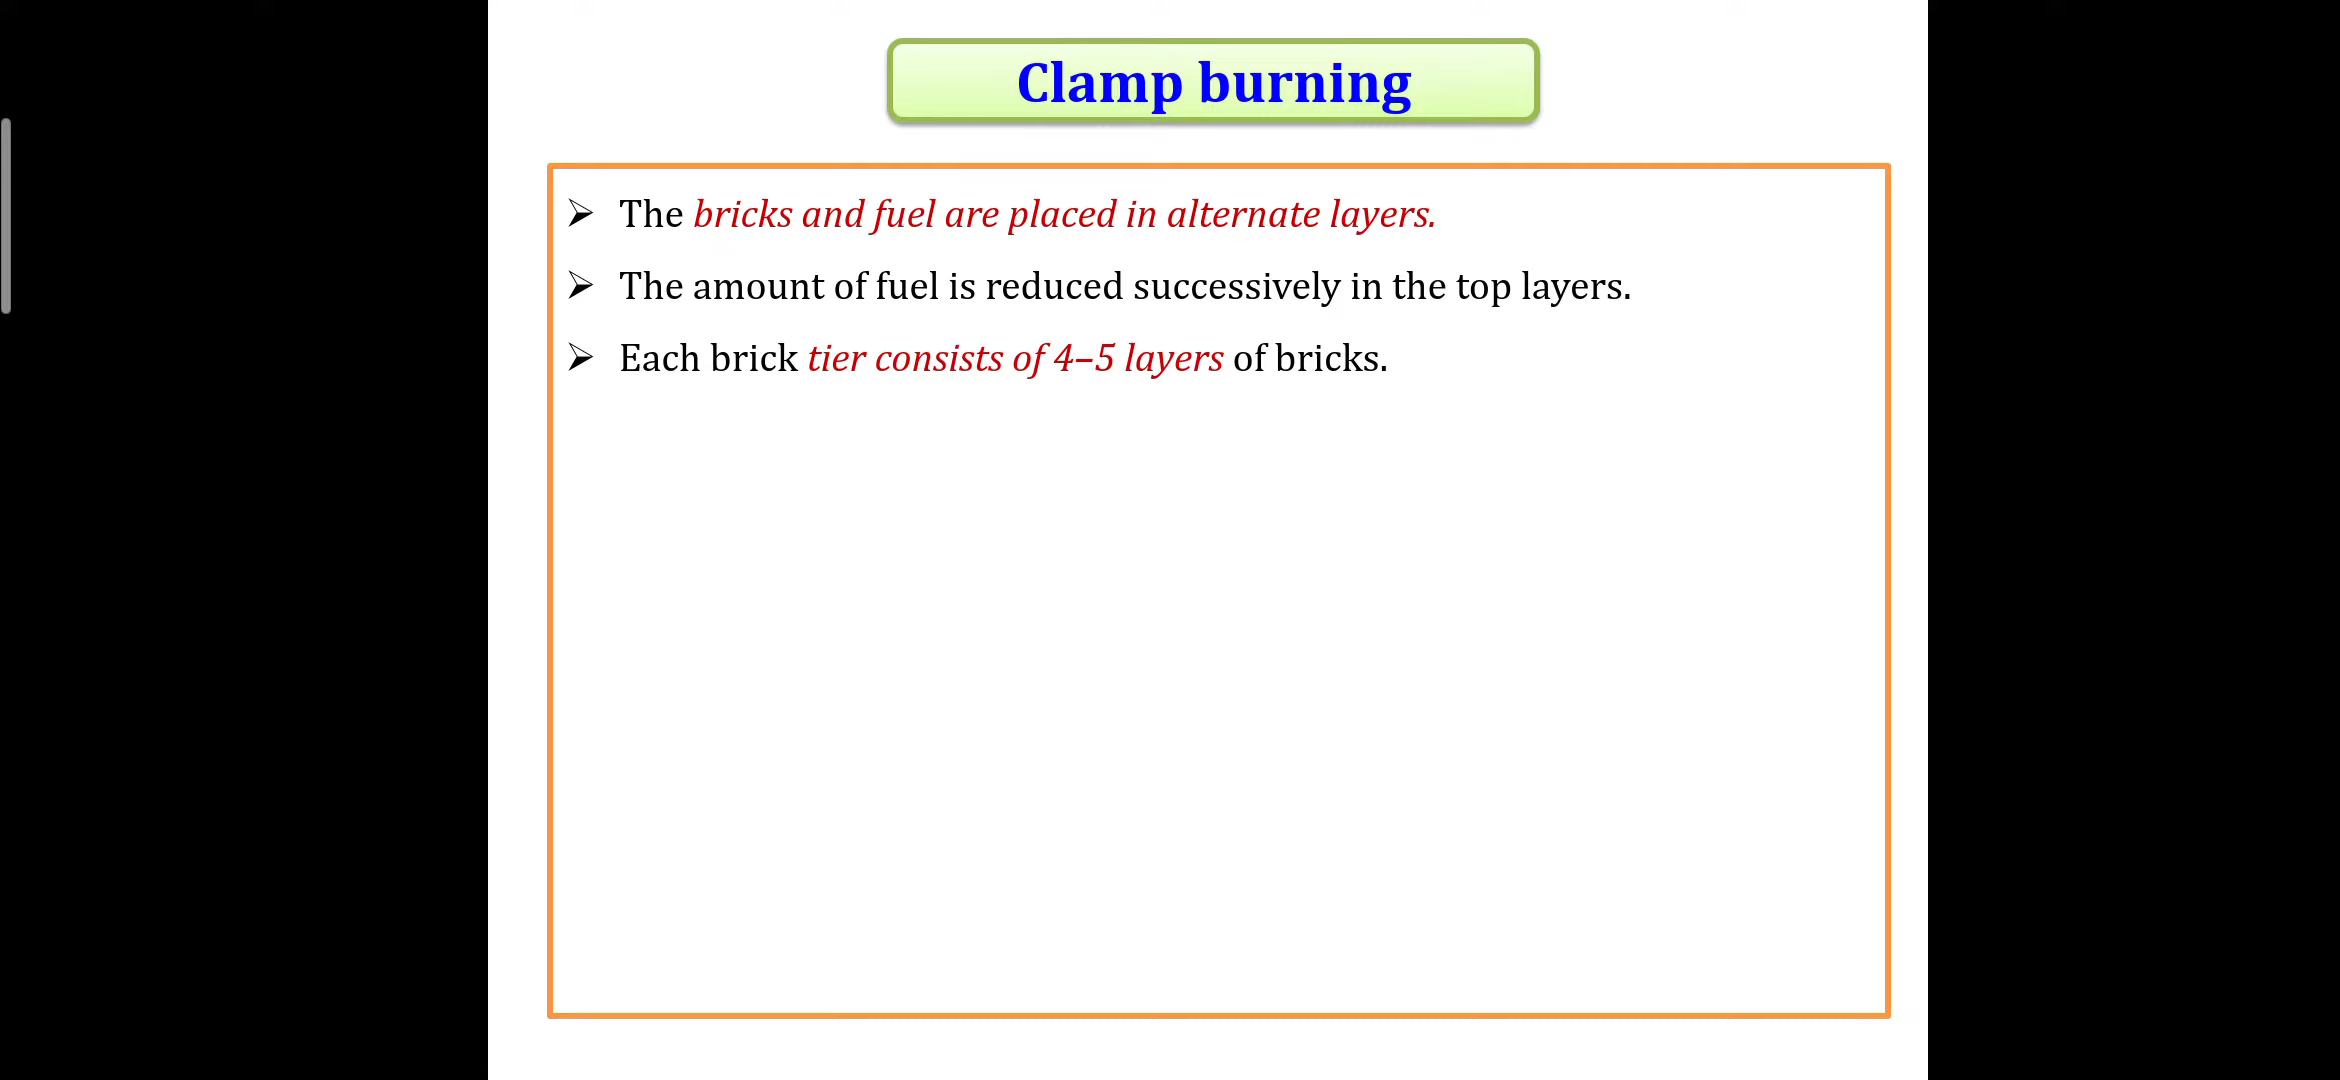 Clamp burning
➢ The bricks and fuel are placed in alternate layers.
➢ The amount of fuel is reduced successively in the top layers.
➢ Each brick tier consists of 4–5 layers of bricks.